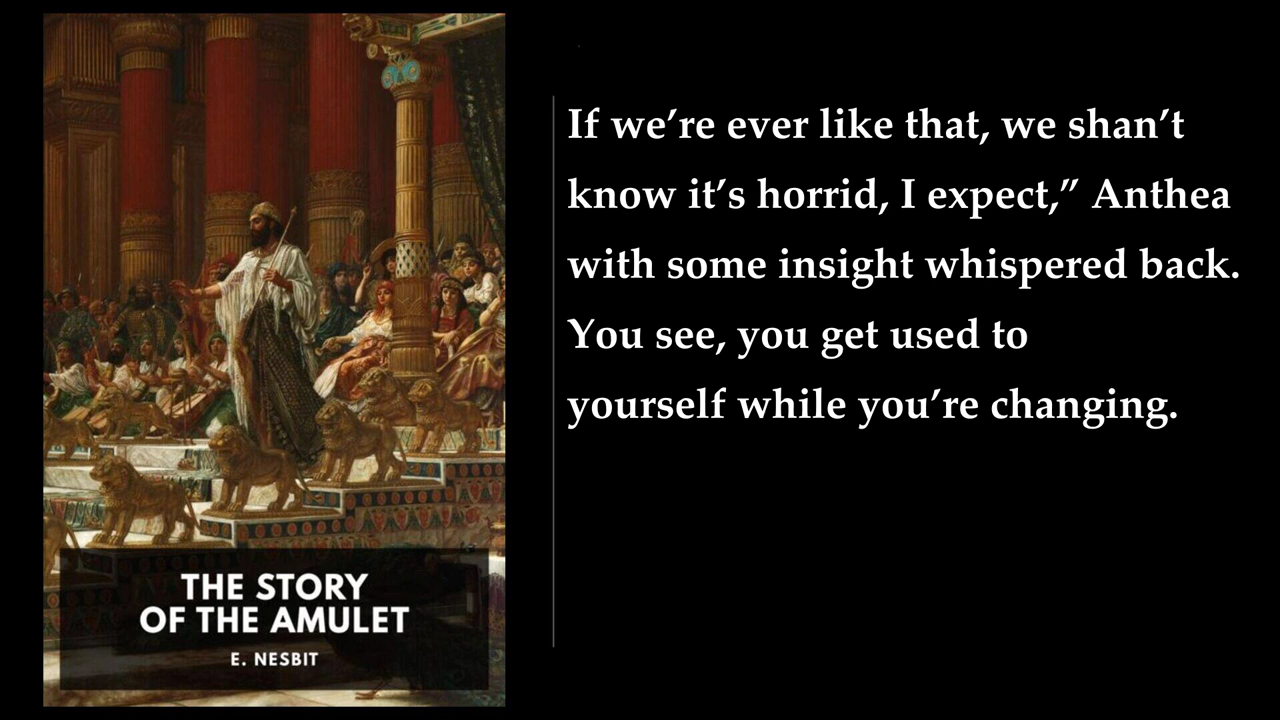 THE STORY
OF THE AMULET
E. NESBIT
If we’re ever like that, we shan’t
know it’s horrid, I expect,” Anthea
with some insight whispered back.
You see, you get used to
yourself while you’re changing.